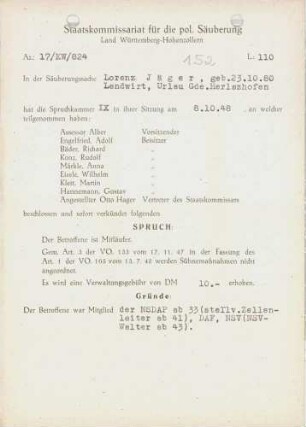 Staatskommissariat für die pol. Säuberung
Land Württemberg-Hohenzollern
Az: 17/KW/824
152
L: 110
In der Säuberungssache Lorenz Jäger, geb.23.10.80
Landwirt, Urlau Gde.Herlazhofen
hat die Spruchkammer IX in ihrer Sitzung am 8.10.48 , an welcher
teilgenommen haben:
Assessor Alker Vorsitzender
Engelfried, Adolf Beisitzer
Bäder, Richard "
Kotz, Rudolf "
Märkle, Anna "
Eisele, Wilhelm "
Klett, Martin "
Hannemann, Gustav "
Angestellter Otto Hager Vertreter des Staatskommissars
beschlossen und sofort verkündet folgenden
SPRUCH:
Der Betroffene ist Mitläufer.
Gem. Art. 3 der VO. 133 vom 17. 11. 47 in der Fassung des
Art. 1 der VO. 165 vom 13. 7. 48 werden Sühnemaßnahmen nicht
angeordnet.
Es wird eine Verwaltungsgebühr von DM 10.- erhoben.
Gründe:
Der Betroffene war Mitglied der NSDAP ab 33(stellv.Zellen-
leiter ab 41), DAF, NSV(NSV-
Walter ab 43).